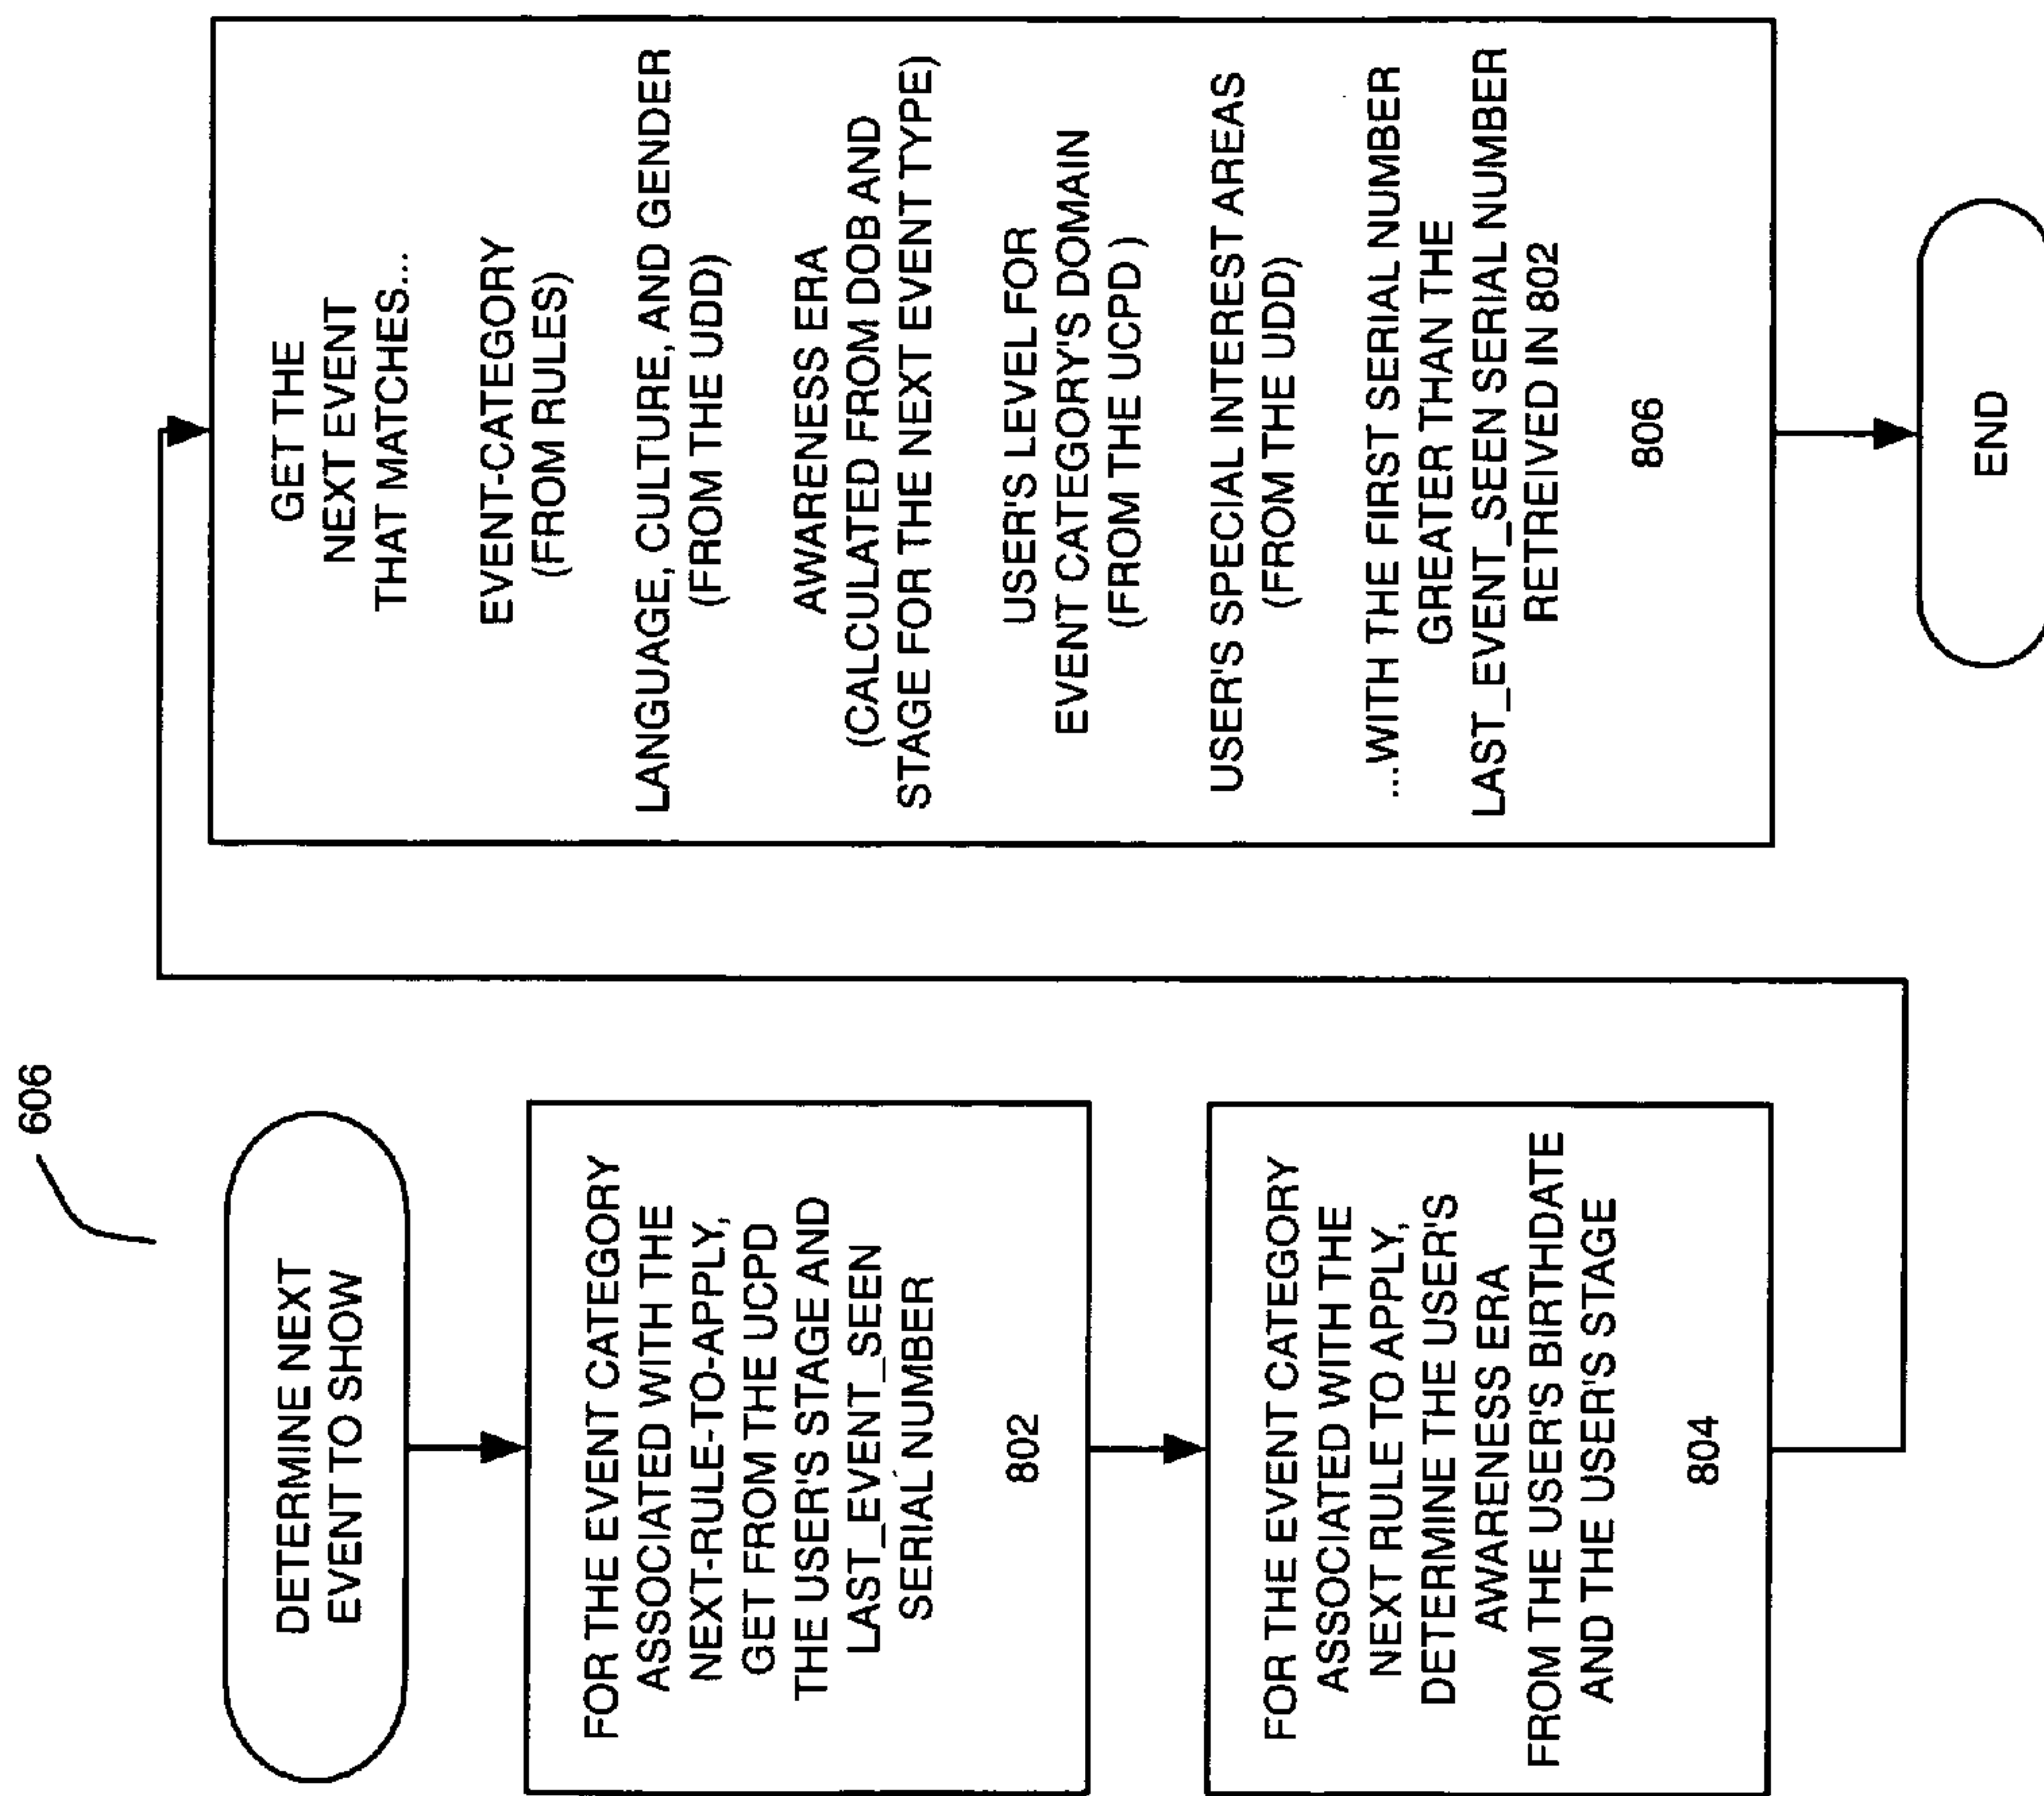 606
DETERMINE NEXT
EVENT TO SHOW
FOR THE EVENT CATEGORY
ASSOCIATED WITH THE
NEXT-RULE-TO-APPLY,
GET FROM THE UCPD
THE USER'S STAGE AND
LAST_EVENT_SEEN
SERIAL NUMBER
802
FOR THE EVENT CATEGORY
ASSOCIATED WITH THE
NEXT RULE TO APPLY,
DETERMINE THE USER'S
AWARENESS ERA
FROM THE USER'S BIRTHDATE
AND THE USER'S STAGE
804
GET THE
NEXT EVENT
THAT MATCHES...
EVENT-CATEGORY
(FROM RULES)
LANGUAGE, CULTURE, AND GENDER
(FROM THE UDD)
AWARENESS ERA
(CALCULATED FROM DOB AND
STAGE FOR THE NEXT EVENT TYPE)
USER'S LEVEL FOR
EVENT CATEGORY'S DOMAIN
(FROM THE UCPD )
USER'S SPECIAL INTEREST AREAS
(FROM THE UDD)
...WITH THE FIRST SERIAL NUMBER
GREATER THAN THE
LAST_EVENT_SEEN SERIAL NUMBER
RETREIVED IN 802
806
END